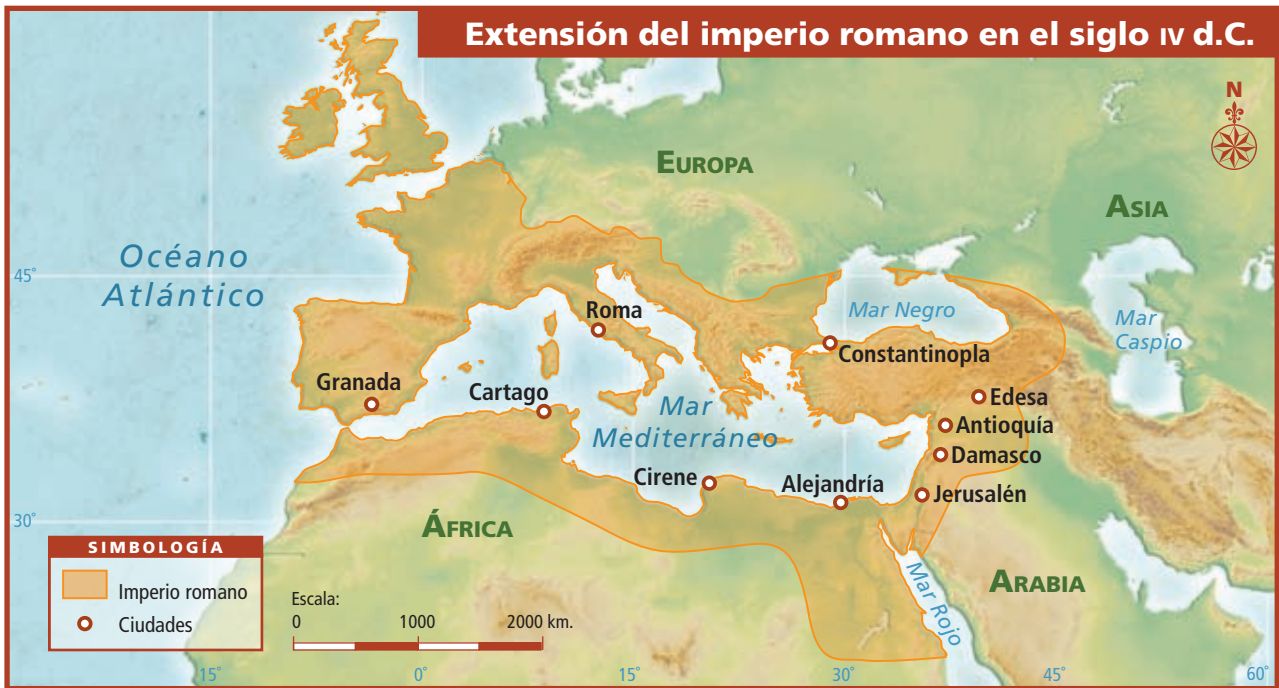 Extensión del imperio romano en el siglo IV d.C.
N
EUROPA
ASIA
Océano
Atlántico
45°
Roma
Mar Negro
Mar
Caspio
Constantinopla
Granada
Cartago
Mar
Mediterráneo
Edesa
Antioquía
Damasco
Cirene
Alejandría
Jerusalén
30°
ÁFRICA
ARABIA
Mar Rojo
SIMBOLOGÍA
Imperio romano
Ciudades
Escala:
0 1000 2000 km.
15° 0° 15° 30° 45° 60°